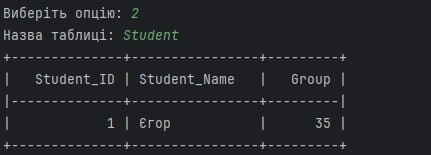 Виберіть опцію: 2
Назва таблиці: Student
+--------------+----------------+---------+
|   Student_ID | Student_Name   |   Group |
|--------------+----------------+---------|
|            1 | Єгор           |      35 |
+--------------+----------------+---------+